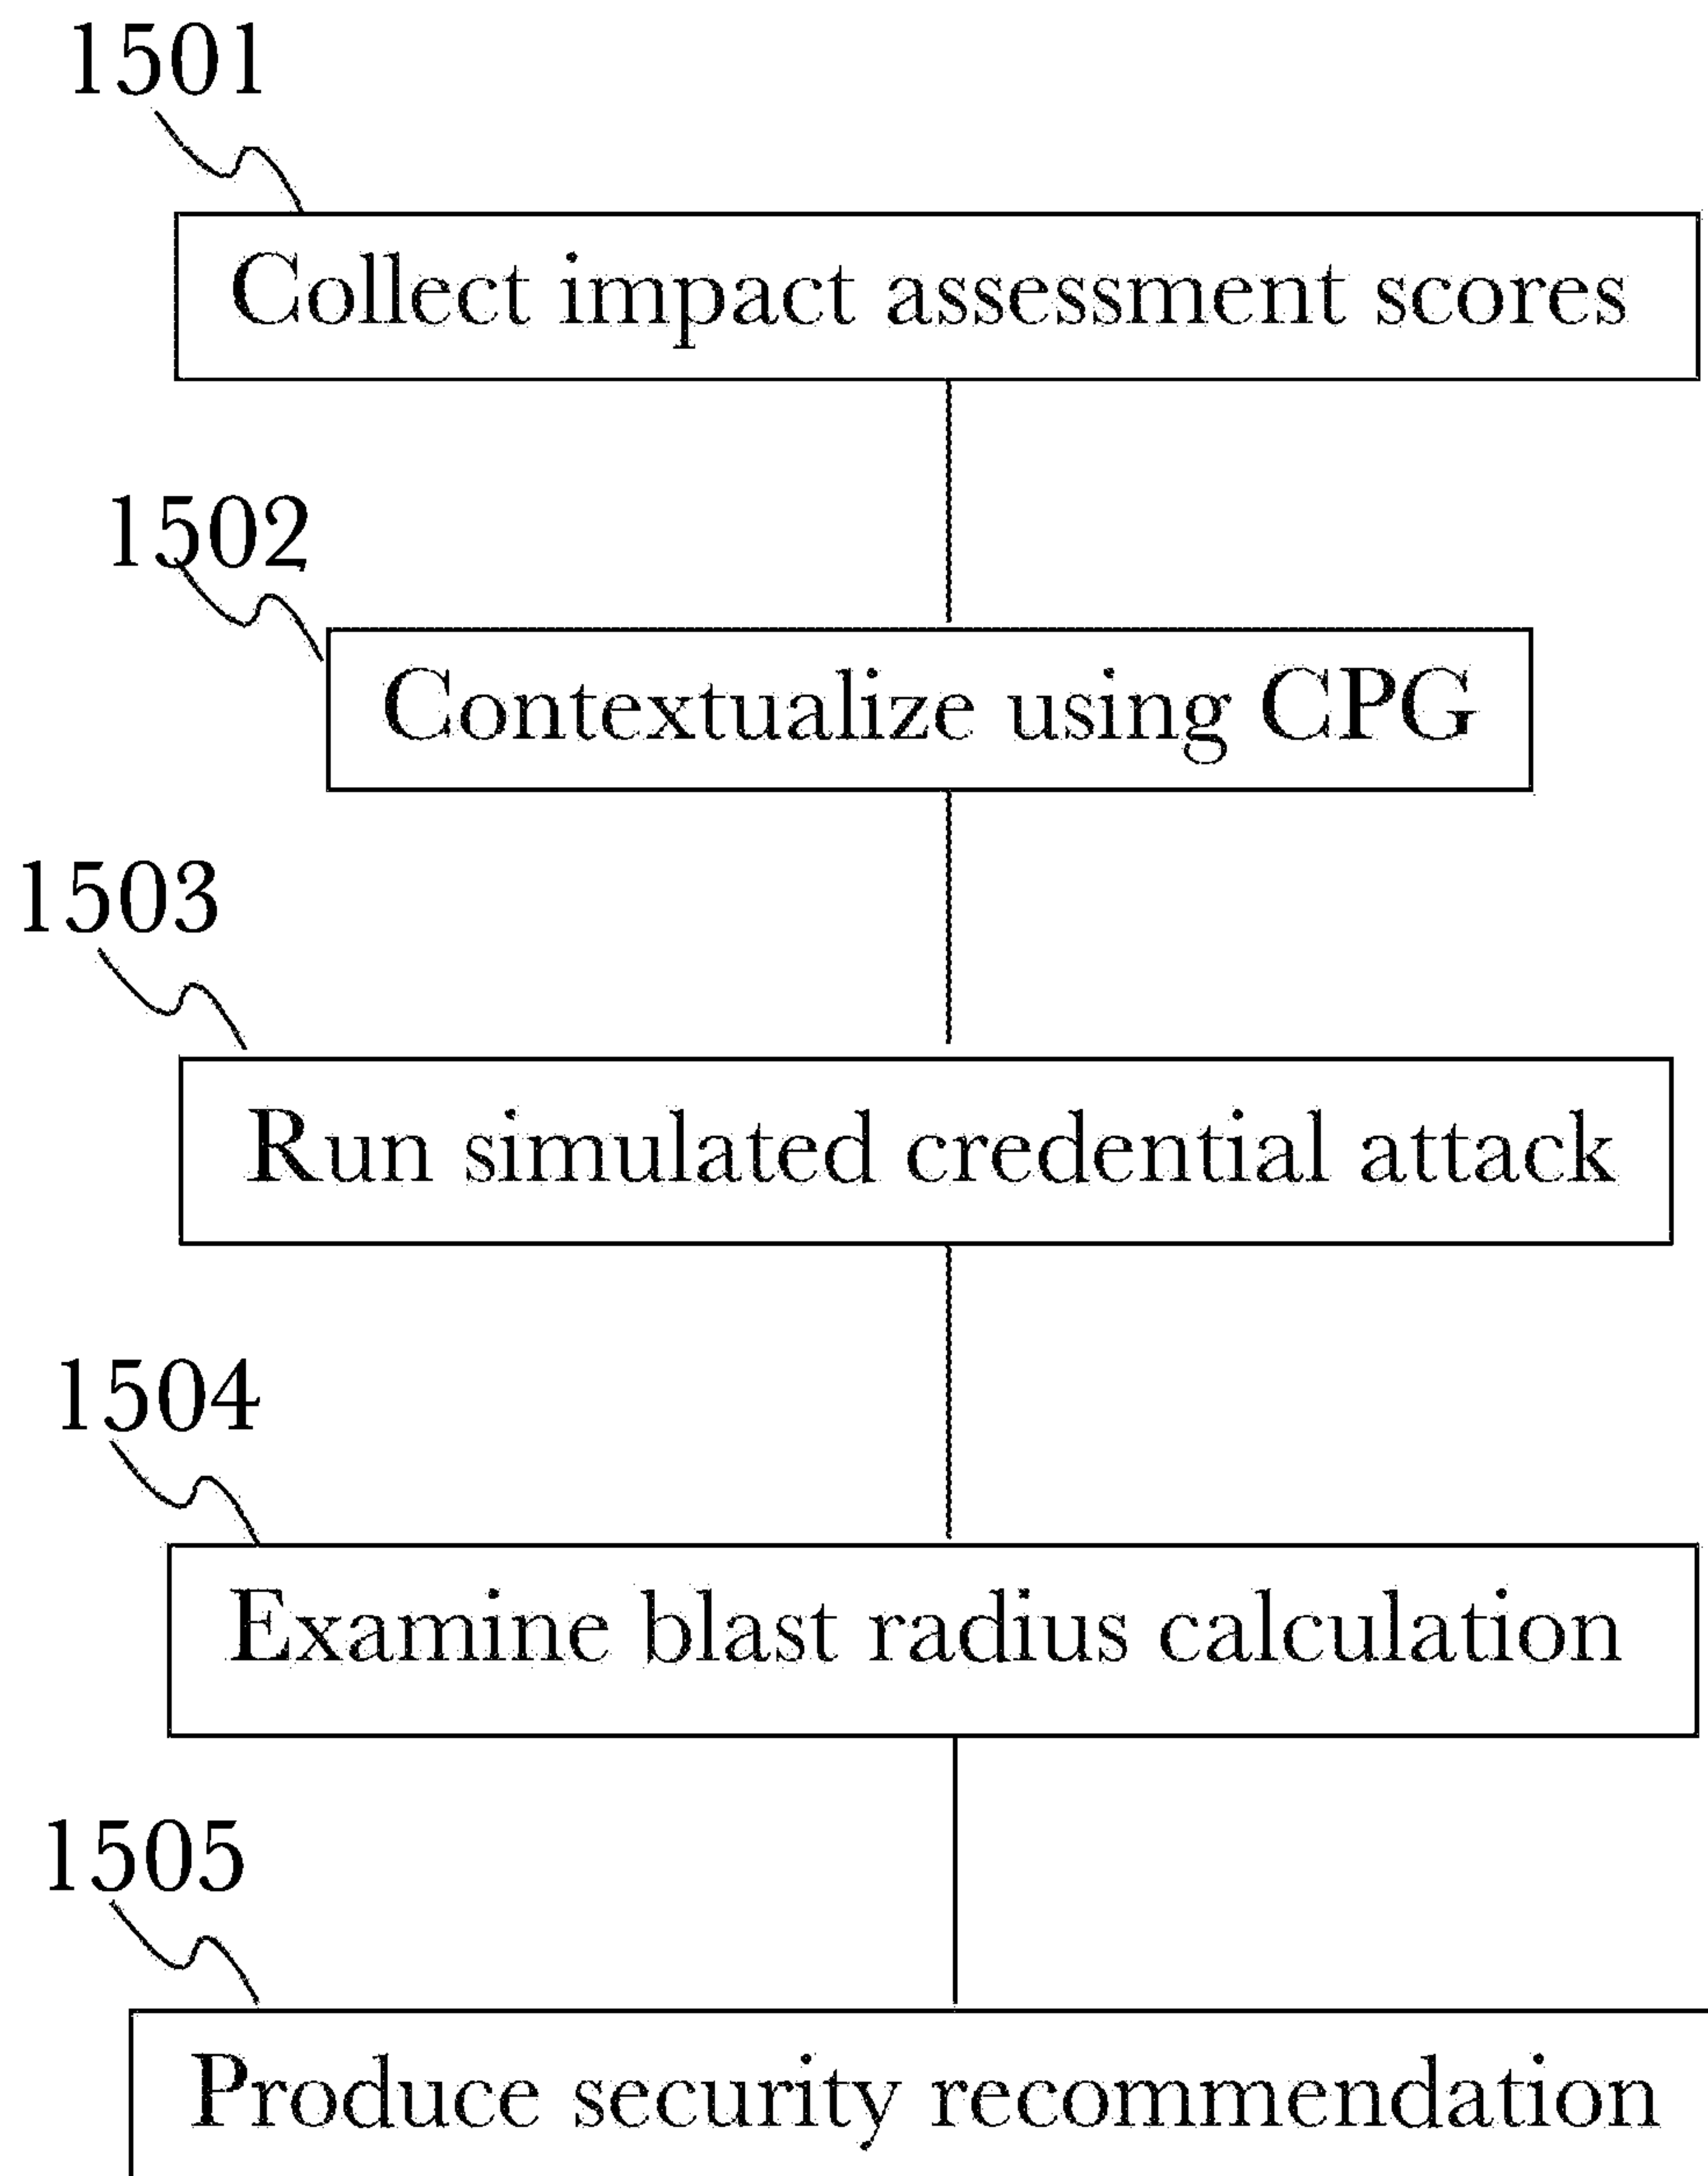 1501
Collect impact assessment scores
1502
Contextualize using CPG
1503
Run simulated credential attack
1504
Examine blast radius calculation
1505
Produce security recommendation